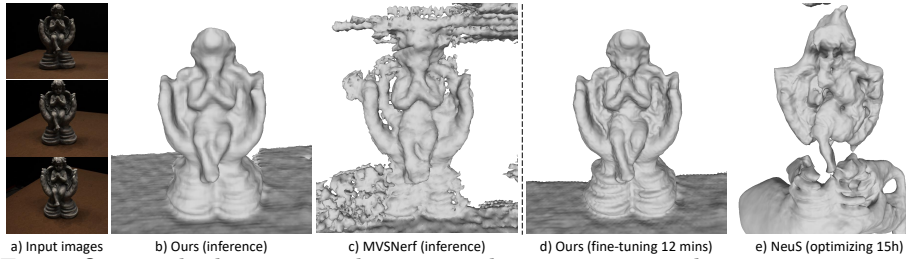 a) Input images
b) Ours (inference)
c) MVSNerf (inference)
d) Ours (fine-tuning 12 mins)
e) NeuS (optimizing 15h)